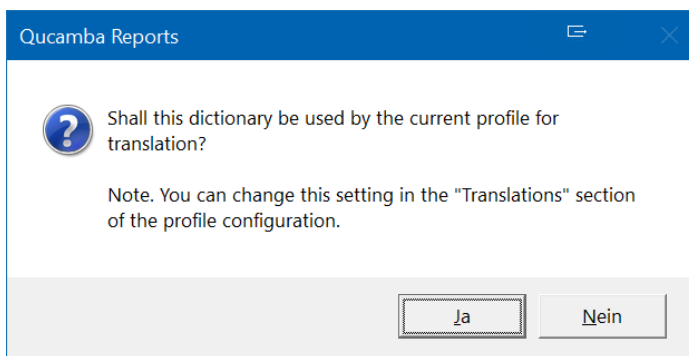 Qucamba Reports
Shall this dictionary be used by the current profile for
translation?
Note. You can change this setting in the "Translations" section
of the profile configuration.
Ja
Nein